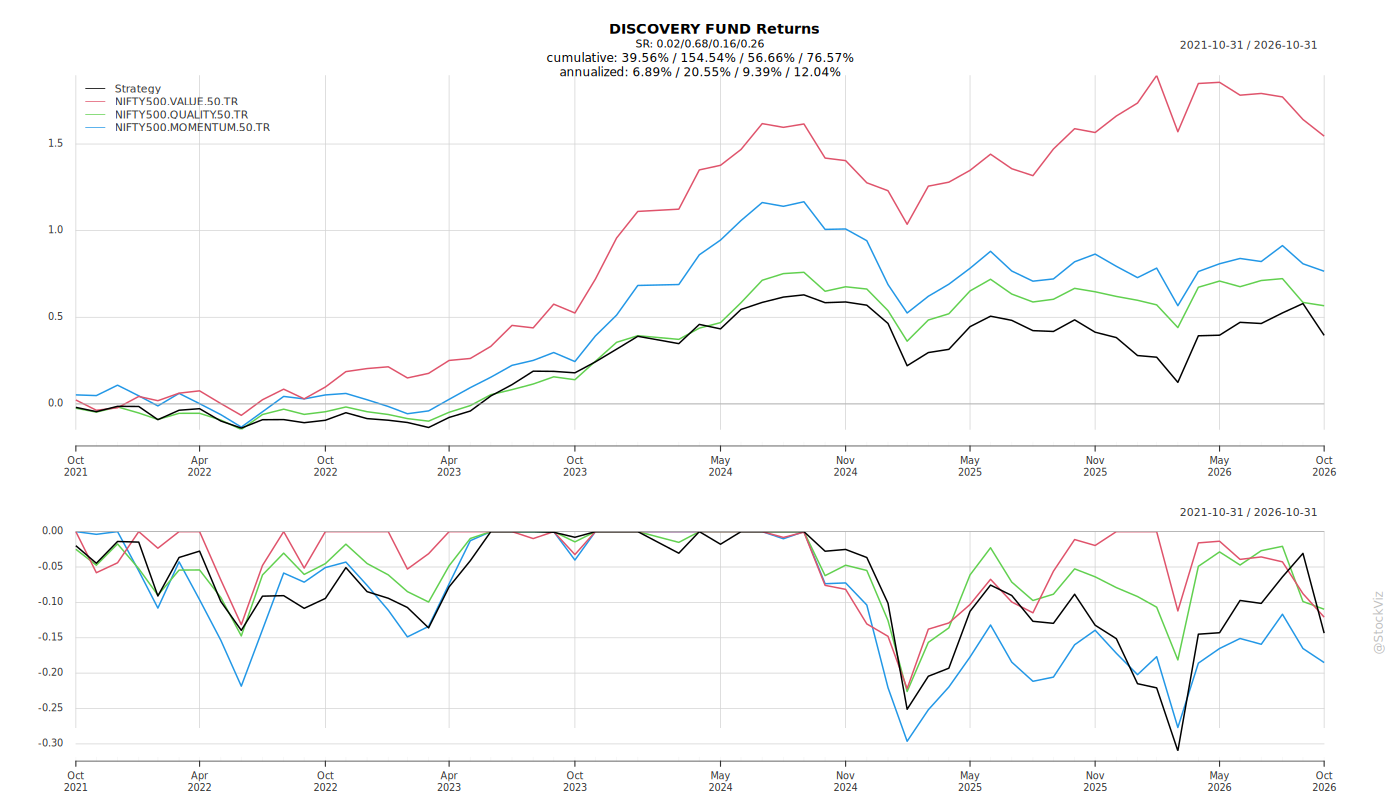 DISCOVERY FUND Returns
SR: 0.02/0.68/0.16/0.26
cumulative: 39.56% / 154.54% / 56.66% / 76.57%
annualized: 6.89% / 20.55% / 9.39% / 12.04%
2021-10-31 / 2026-10-31
Strategy
NIFTY500.VALUE.50.TR
NIFTY500.QUALITY.50.TR
NIFTY500.MOMENTUM.50.TR
1.5
1.0
0.5
0.0
Oct Apr Oct Apr Oct May Nov May Nov May Oct
2021 2022 2022 2023 2023 2024 2024 2025 2025 2026 2026
2021-10-31 / 2026-10-31
0.00
-0.05
-0.10
-0.15
-0.20
-0.25
-0.30
Oct Apr Oct Apr Oct May Nov May Nov May Oct
2021 2022 2022 2023 2023 2024 2024 2025 2025 2026 2026
@StockViz